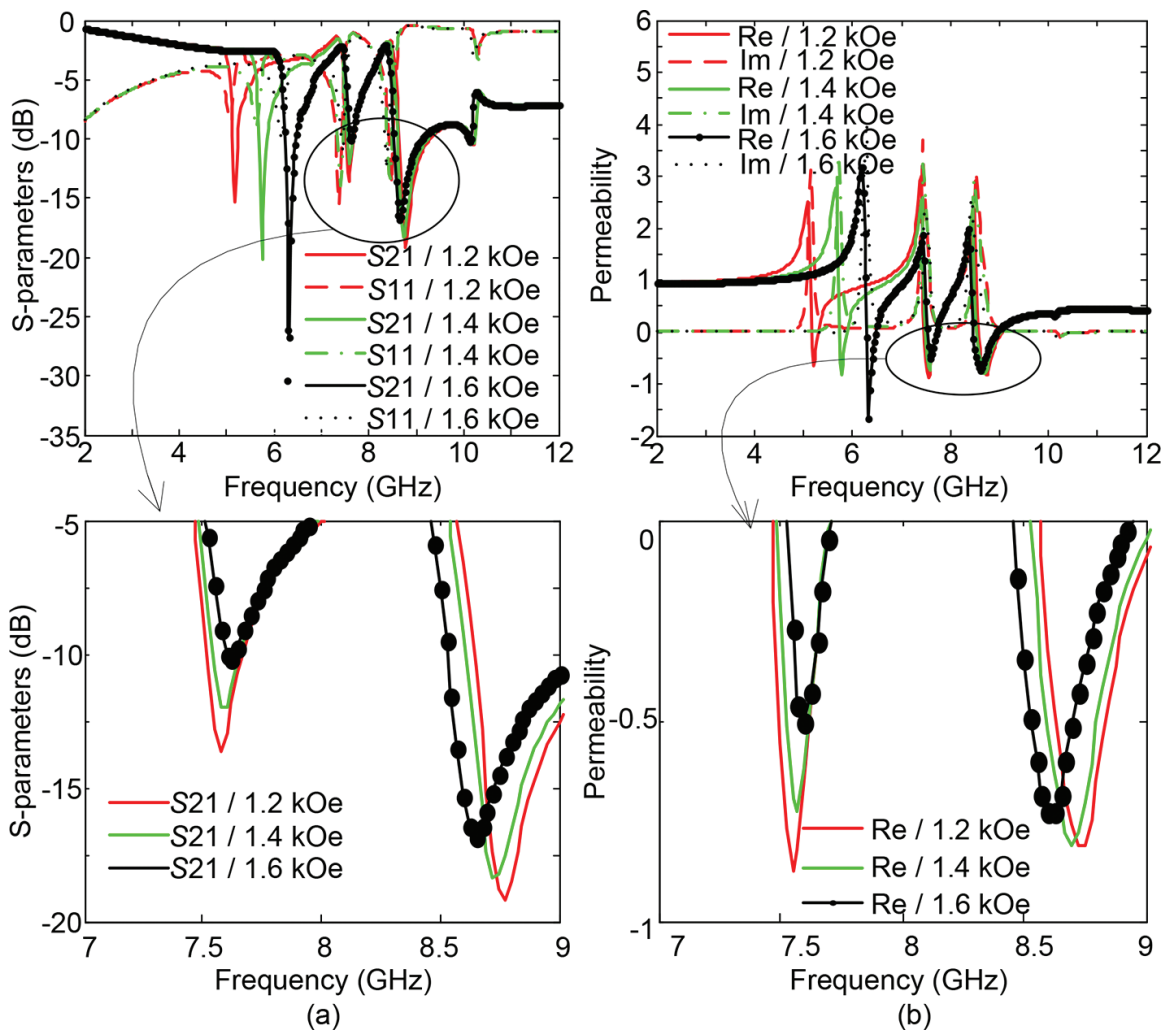 0
-5
-10
-15
-20
-25
-30
-35
2
4
6
8
10
12
S-parameters (dB)
Frequency (GHz)
S21 / 1.2 kOe
S11 / 1.2 kOe
S21 / 1.4 kOe
S11 / 1.4 kOe
S21 / 1.6 kOe
S11 / 1.6 kOe
6
5
4
3
2
1
0
-1
-2
2
4
6
8
10
12
Permeability
Frequency (GHz)
Re / 1.2 kOe
Im / 1.2 kOe
Re / 1.4 kOe
Im / 1.4 kOe
Re / 1.6 kOe
Im / 1.6 kOe
-5
-10
-15
-20
7
7.5
8
8.5
9
S-parameters (dB)
Frequency (GHz)
S21 / 1.2 kOe
S21 / 1.4 kOe
S21 / 1.6 kOe
(a)
0
-0.5
-1
7
7.5
8
8.5
9
Permeability
Frequency (GHz)
Re / 1.2 kOe
Re / 1.4 kOe
Re / 1.6 kOe
(b)